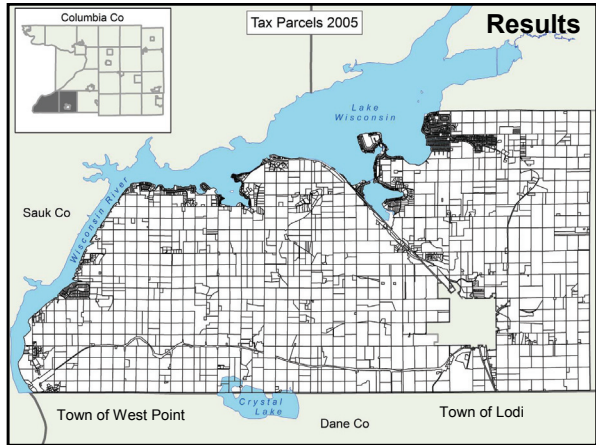 Columbia Co
Tax Parcels 2005
Results
Lake
Wisconsin
Sauk Co
Wisconsin River
Town of West Point
Crystal
Lake
Dane Co
Town of Lodi